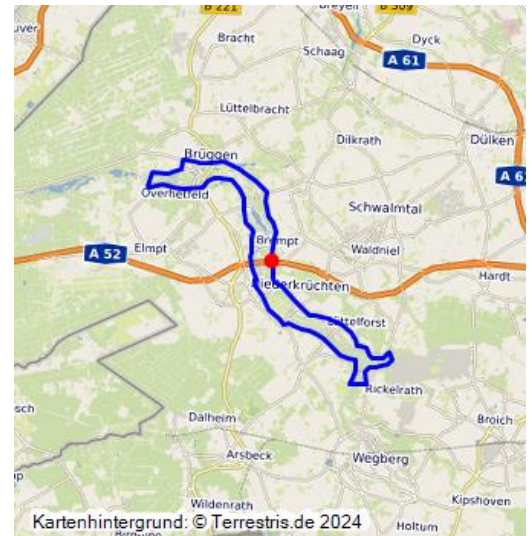 B 221
Breyell
B 509
Bracht
Schaag
Dyck
A 61
Lüttelbracht
Dilkrath
Dülken
Brüggen
A 61
Overhetfeld
Schwalmtal
Elmpt
A 52
Brempt
Waldniel
Hardt
Niederkrüchten
Lüttelforst
Rickelrath
Dalheim
Broich
Arsbeck
Wegberg
Wildenrath
Kipshoven
Kartenhintergrund: © Terrestris.de 2024
Holtum